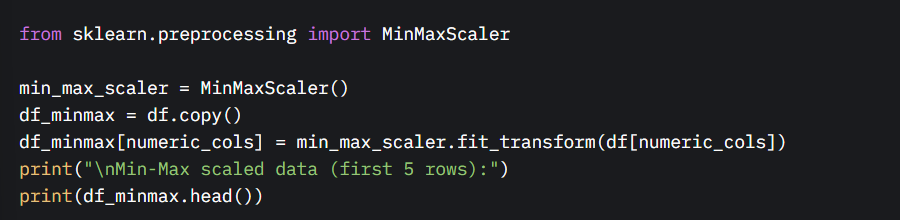 from sklearn.preprocessing import MinMaxScaler
min_max_scaler = MinMaxScaler()
df_minmax = df.copy()
df_minmax[numeric_cols] = min_max_scaler.fit_transform(df[numeric_cols])
print("\nMin-Max scaled data (first 5 rows):")
print(df_minmax.head())